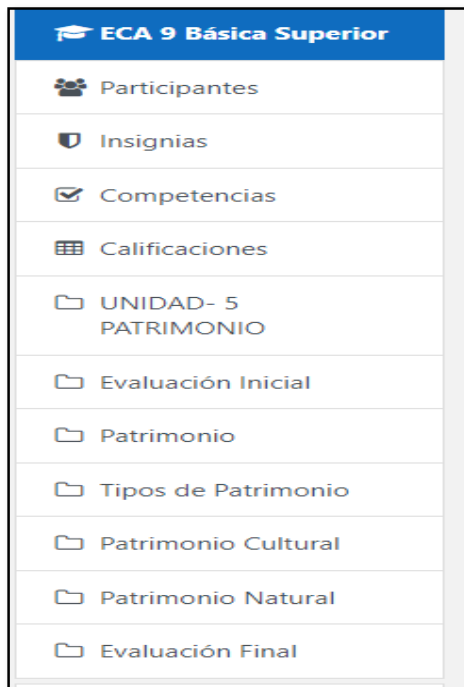 ECA 9 Básica Superior
Participantes
Insignias
Competencias
Calificaciones
UNIDAD- 5
PATRIMONIO
Evaluación Inicial
Patrimonio
Tipos de Patrimonio
Patrimonio Cultural
Patrimonio Natural
Evaluación Final